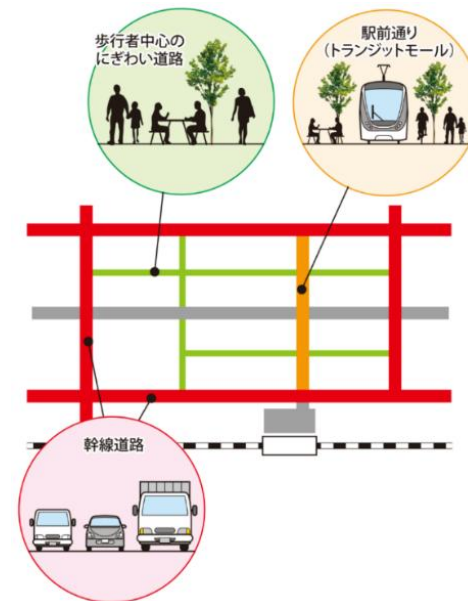 歩行者中心の
にぎわい道路
駅前通り
(トランジットモール)
幹線道路